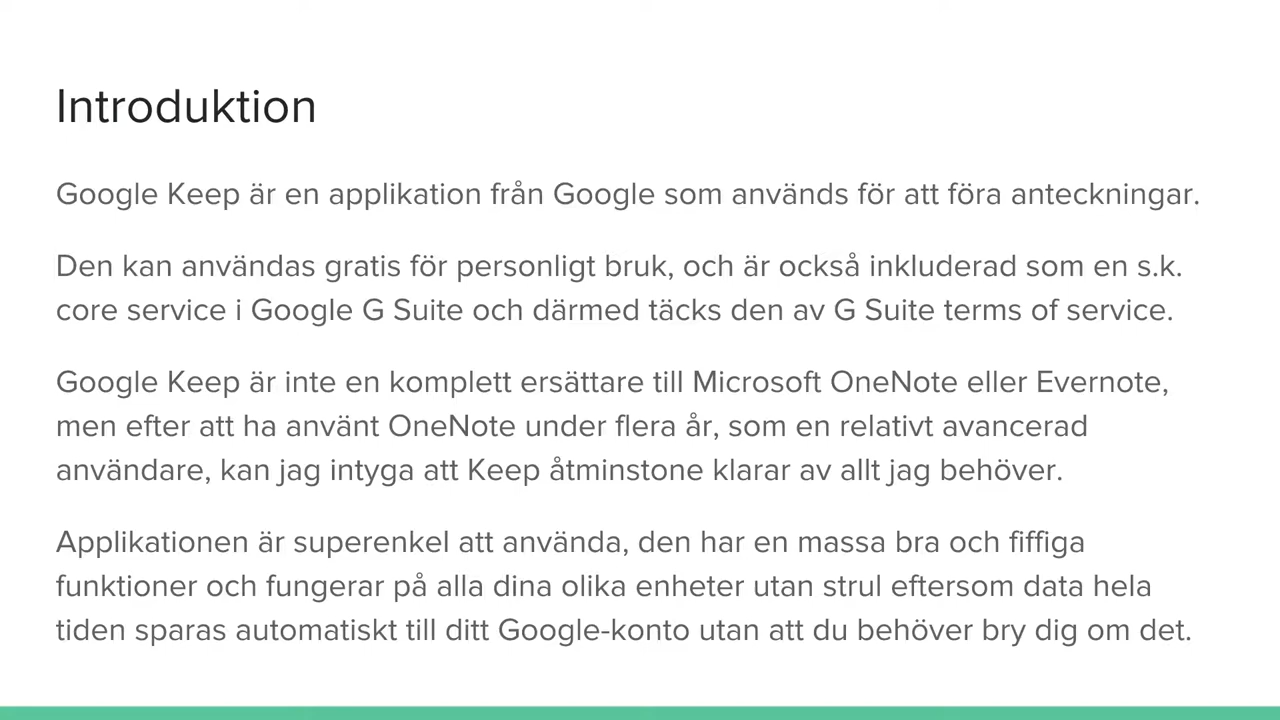 Introduktion
Google Keep är en applikation från Google som används för att föra anteckningar.
Den kan användas gratis för personligt bruk, och är också inkluderad som en s.k.
core service i Google G Suite och därmed täcks den av G Suite terms of service.
Google Keep är inte en komplett ersättare till Microsoft OneNote eller Evernote,
men efter att ha använt OneNote under flera år, som en relativt avancerad
användare, kan jag intyga att Keep åtminstone klarar av allt jag behöver.
Applikationen är superenkel att använda, den har en massa bra och fiffiga
funktioner och fungerar på alla dina olika enheter utan strul eftersom data hela
tiden sparas automatiskt till ditt Google-konto utan att du behöver bry dig om det.